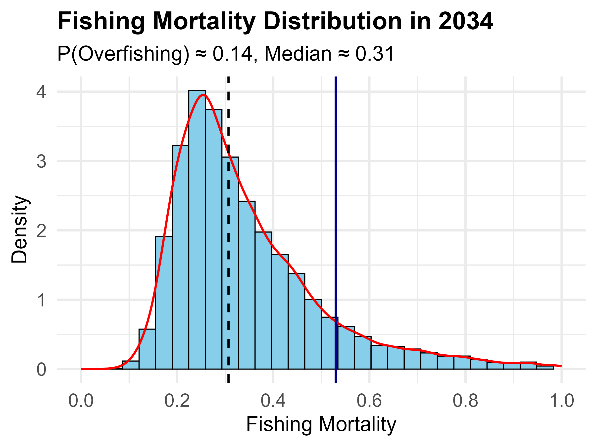 Fishing Mortality Distribution in 2034
P(Overfishing) ≈ 0.14, Median ≈ 0.31
4
3
2
1
0
Density
0.0 0.2 0.4 0.6 0.8 1.0
Fishing Mortality